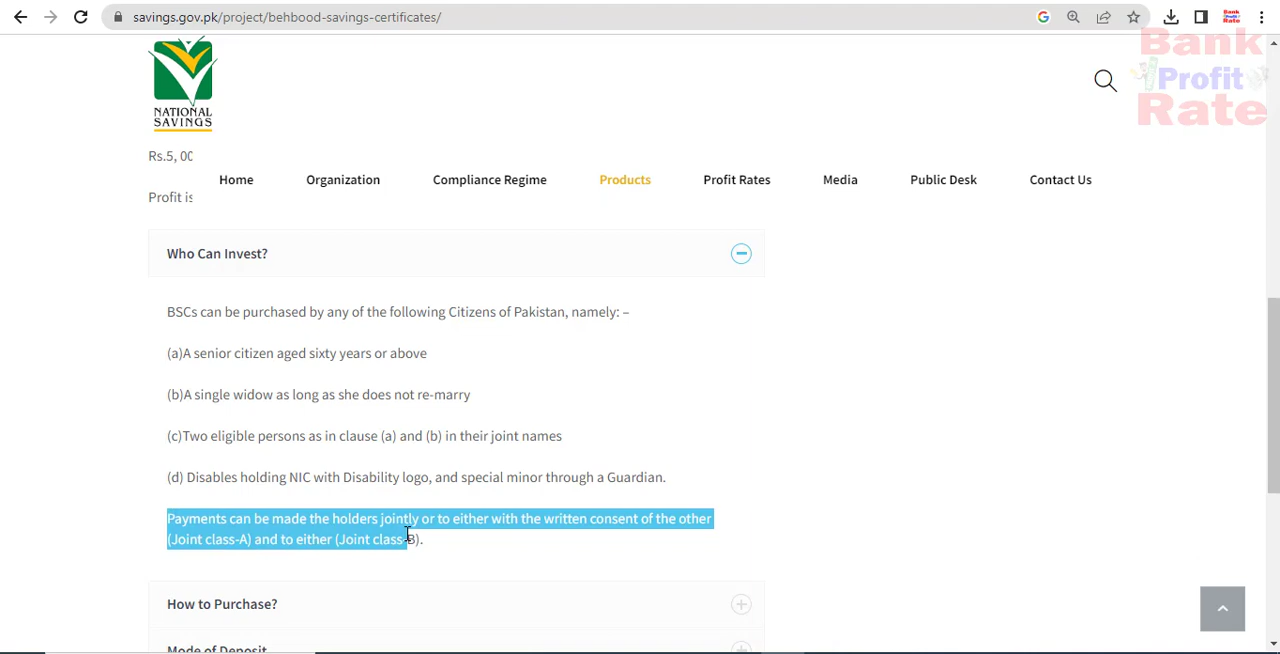 savings.gov.pk/project/behbood-savings-certificates/
Bank
Profit
Rate
Bank
Profit
Rate
NATIONAL
SAVINGS
Rs.5, 00
Home Organization Compliance Regime Products Profit Rates Media Public Desk Contact Us
Profit is
Who Can Invest?
BSCs can be purchased by any of the following Citizens of Pakistan, namely: –
(a)A senior citizen aged sixty years or above
(b)A single widow as long as she does not re-marry
(c)Two eligible persons as in clause (a) and (b) in their joint names
(d) Disables holding NIC with Disability logo, and special minor through a Guardian.
Payments can be made the holders jointly or to either with the written consent of the other
(Joint class-A) and to either (Joint class-B).
How to Purchase?
Mode of Deposit